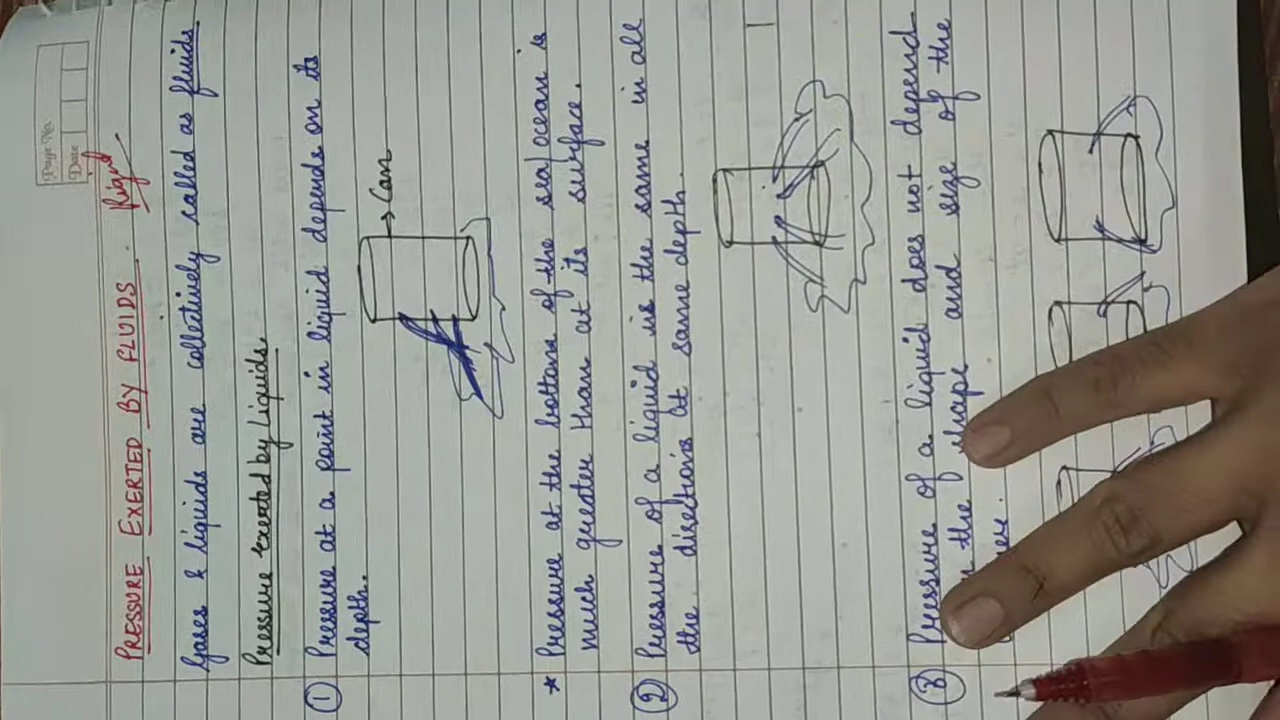 Page No.
Date
PRESSURE EXERTED BY FLUIDS.
Gases & liquids are collectively called as fluids
Pressure exerted by Liquids.
① Pressure at a point in liquid depends on its
depth.
→ Can
* Pressure at the bottom of the sea/ocean is
much greater than at its surface.
② Pressure of a liquid is the same in all
the directions at same depth.
③ Pressure of a liquid does not depend
the shape and size of the